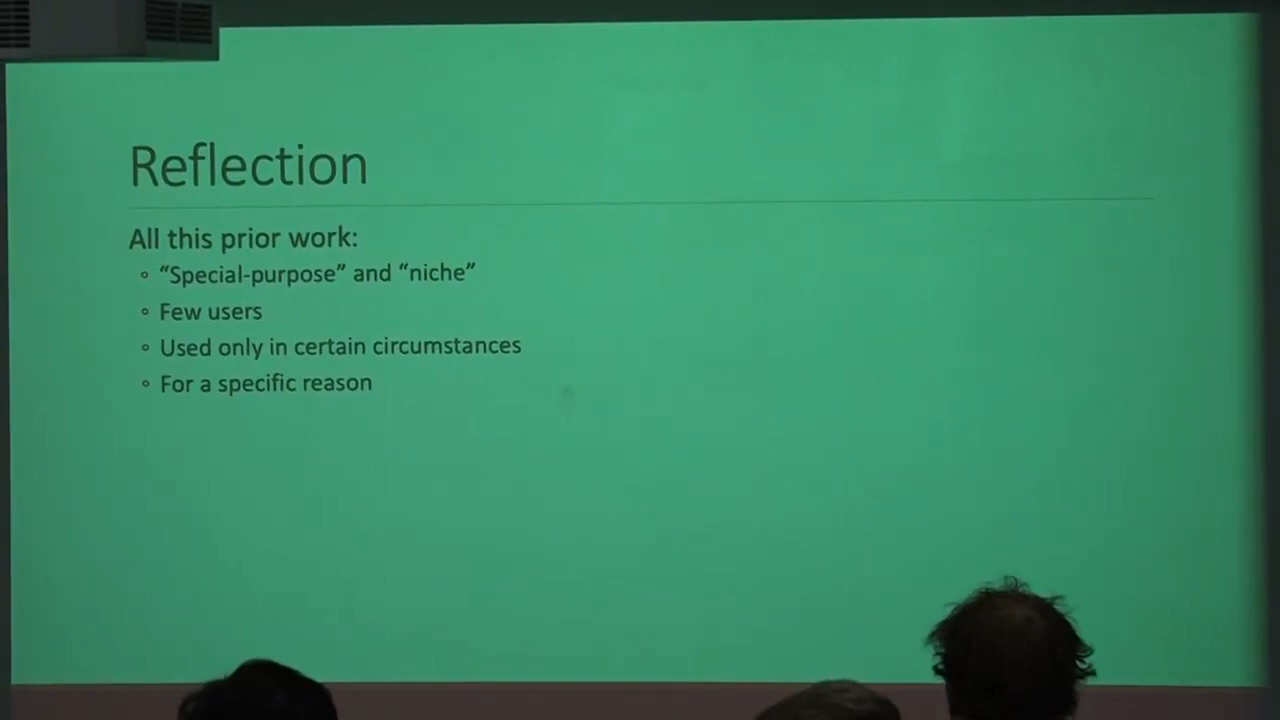 Reflection
All this prior work:
◦ “Special-purpose” and “niche”
◦ Few users
◦ Used only in certain circumstances
◦ For a specific reason